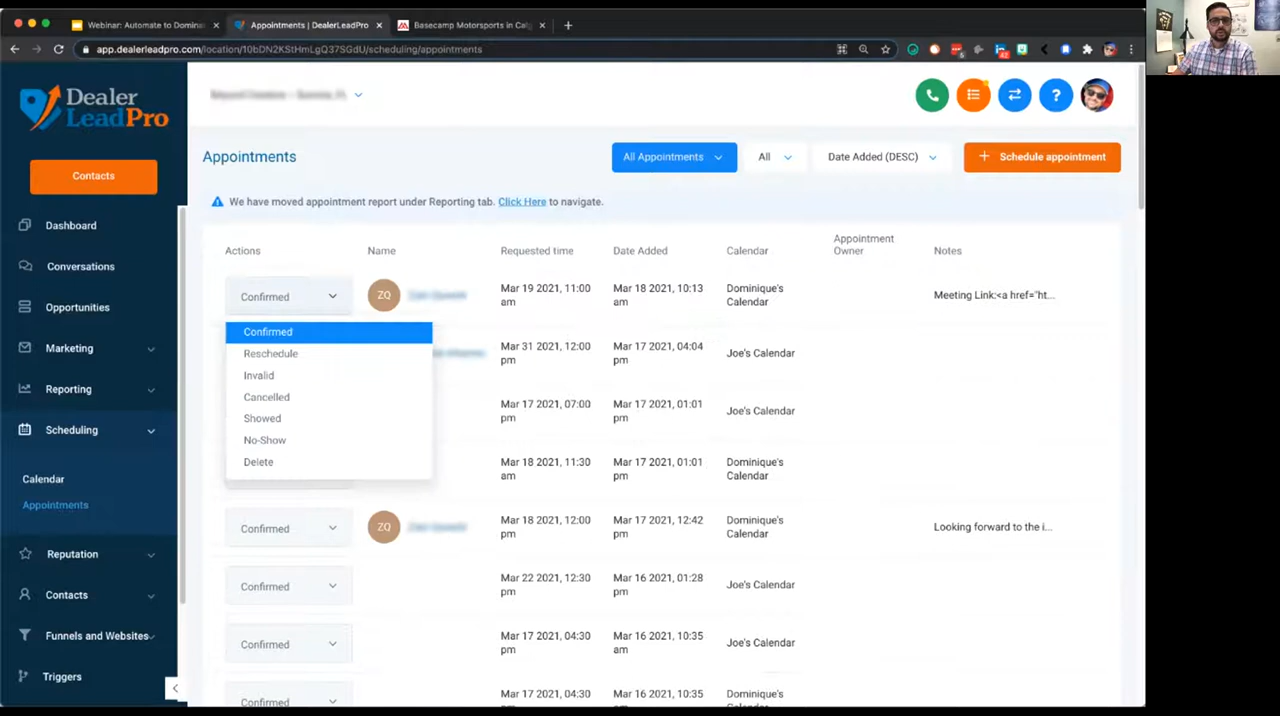 Webinar: Automate to Domina
Appointments | DealerLeadPro
Basecamp Motorsports in Calg
app.dealerleadpro.com/location/10bDN2KStHmLgQ37SGdU/scheduling/appointments
Dealer
LeadPro
Contacts
Dashboard
Conversations
Opportunities
Marketing
Reporting
Scheduling
Calendar
Appointments
Reputation
Contacts
Funnels and Websites
Triggers
Appointments
All Appointments
All
Date Added (DESC)
+ Schedule appointment
We have moved appointment report under Reporting tab. Click Here to navigate.
Actions
Name
Requested time
Date Added
Calendar
Appointment
Owner
Notes
Confirmed
ZQ
Mar 19 2021, 11:00
am
Mar 18 2021, 10:13
am
Dominique's
Calendar
Meeting Link:<a href="ht...
Confirmed
Reschedule
Invalid
Cancelled
Showed
No-Show
Delete
Mar 31 2021, 12:00
pm
Mar 17 2021, 04:04
pm
Joe's Calendar
Mar 17 2021, 07:00
pm
Mar 17 2021, 01:01
pm
Joe's Calendar
Mar 18 2021, 11:30
am
Mar 17 2021, 01:01
pm
Dominique's
Calendar
Confirmed
ZQ
Mar 18 2021, 12:00
pm
Mar 17 2021, 12:42
pm
Dominique's
Calendar
Looking forward to the i...
Confirmed
Mar 22 2021, 12:30
pm
Mar 16 2021, 01:28
pm
Joe's Calendar
Confirmed
Mar 17 2021, 04:30
pm
Mar 16 2021, 10:35
am
Joe's Calendar
Confirmed
Mar 17 2021, 04:30
pm
Mar 16 2021, 10:35
am
Dominique's
Calendar